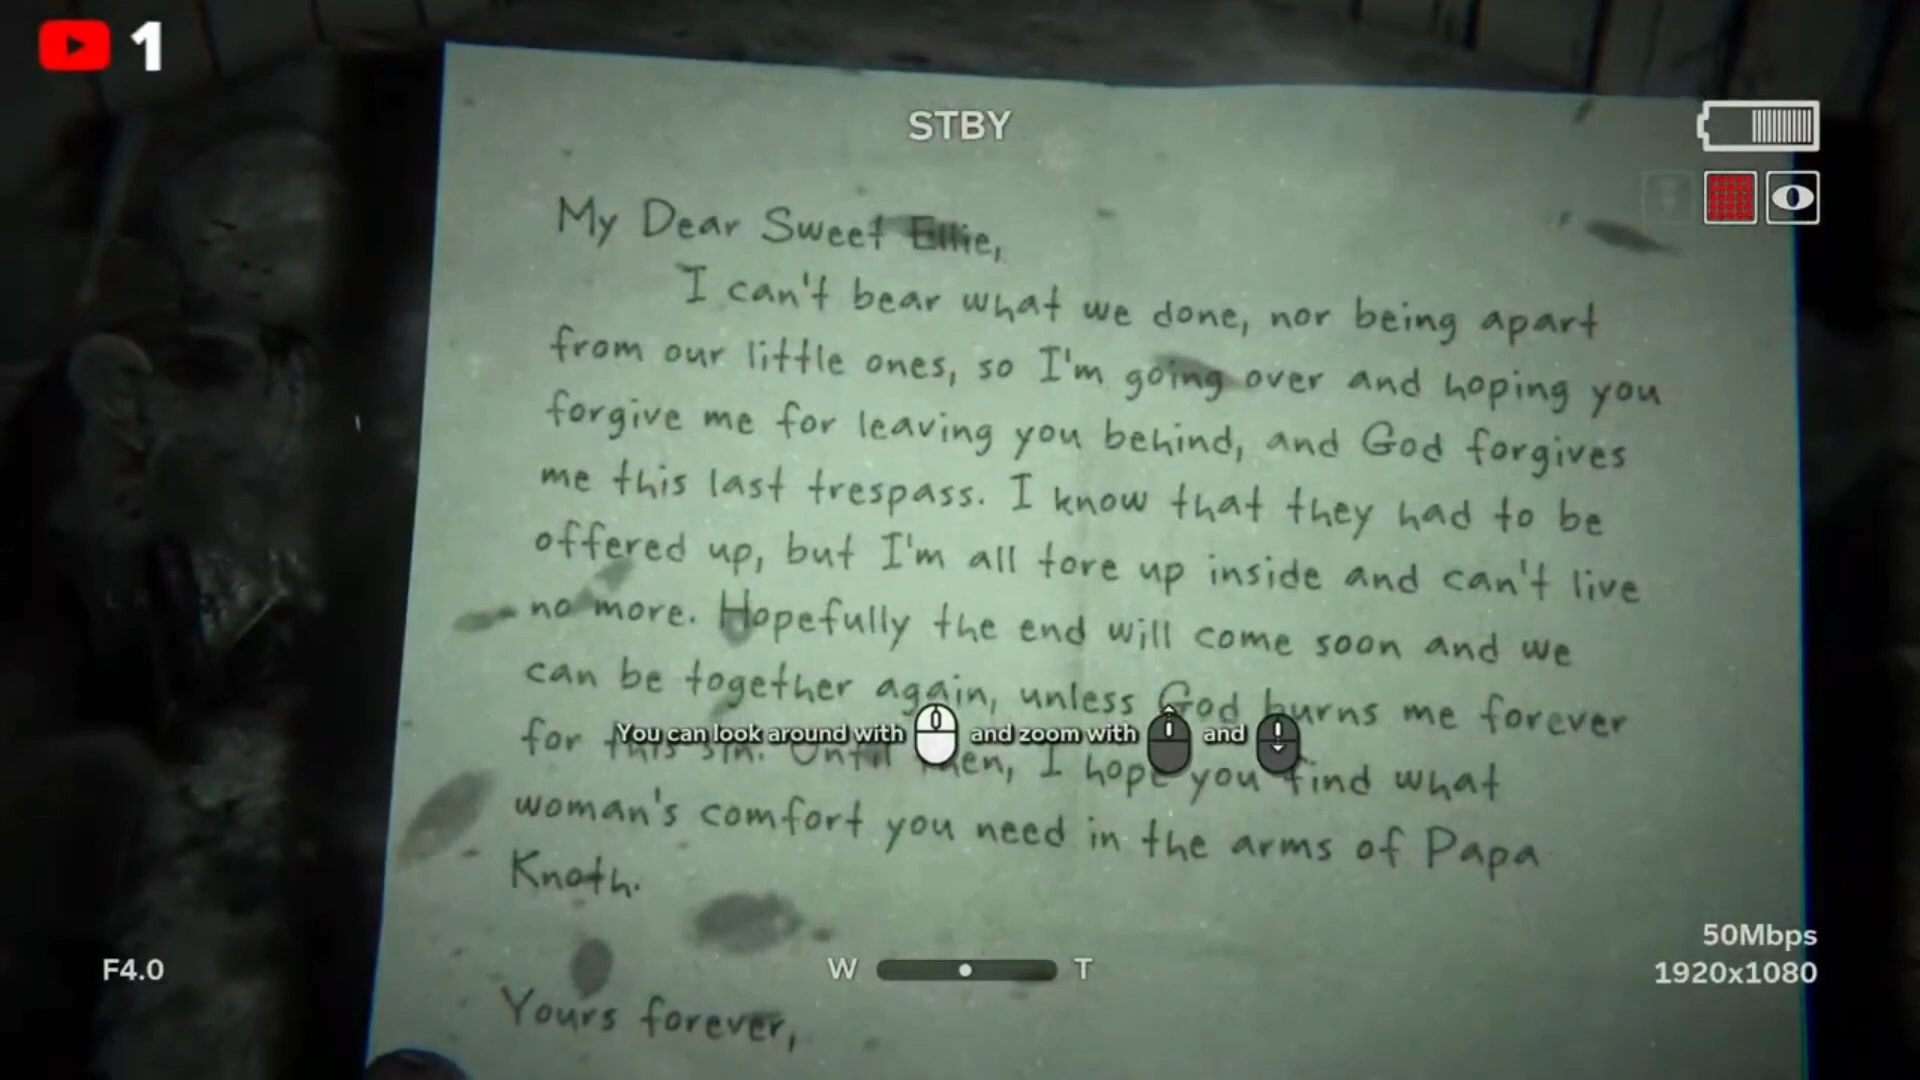 1
STBY
My Dear Sweet Ellie,
I can't bear what we done, nor being apart
from our little ones, so I'm going over and hoping you
forgive me for leaving you behind, and God forgives
me this last trespass. I know that they had to be
offered up, but I'm all tore up inside and can't live
no more. Hopefully the end will come soon and we
can be together again, unless God burns me forever
You can look around with and zoom with and
for this sin. Until then, I hope you find what
woman's comfort you need in the arms of Papa
Knoth.
50Mbps
F4.0
W T
1920x1080
Yours forever,